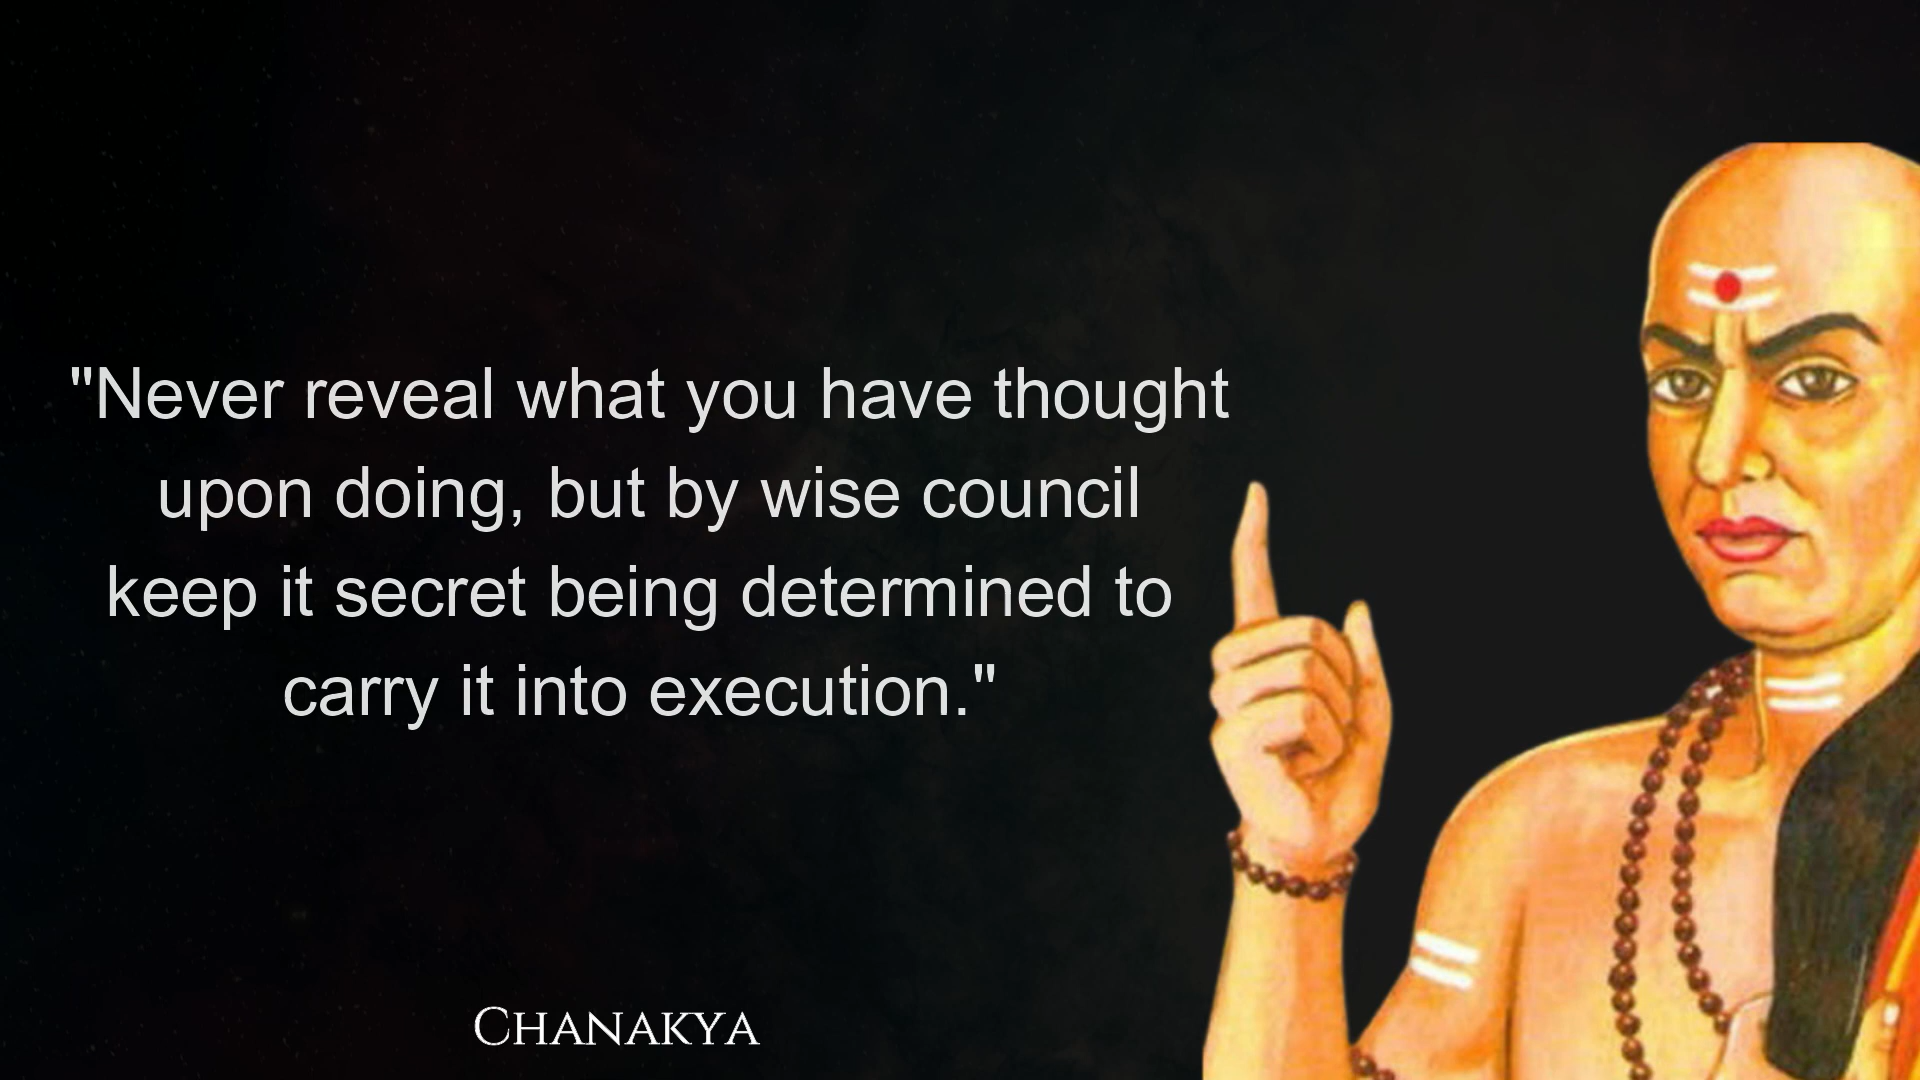 "Never reveal what you have thought
upon doing, but by wise council
keep it secret being determined to
carry it into execution."
CHANAKYA